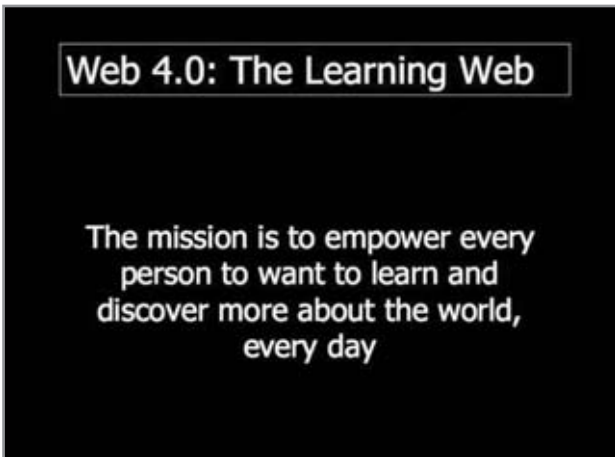 Web 4.0: The Learning Web
The mission is to empower every
person to want to learn and
discover more about the world,
every day